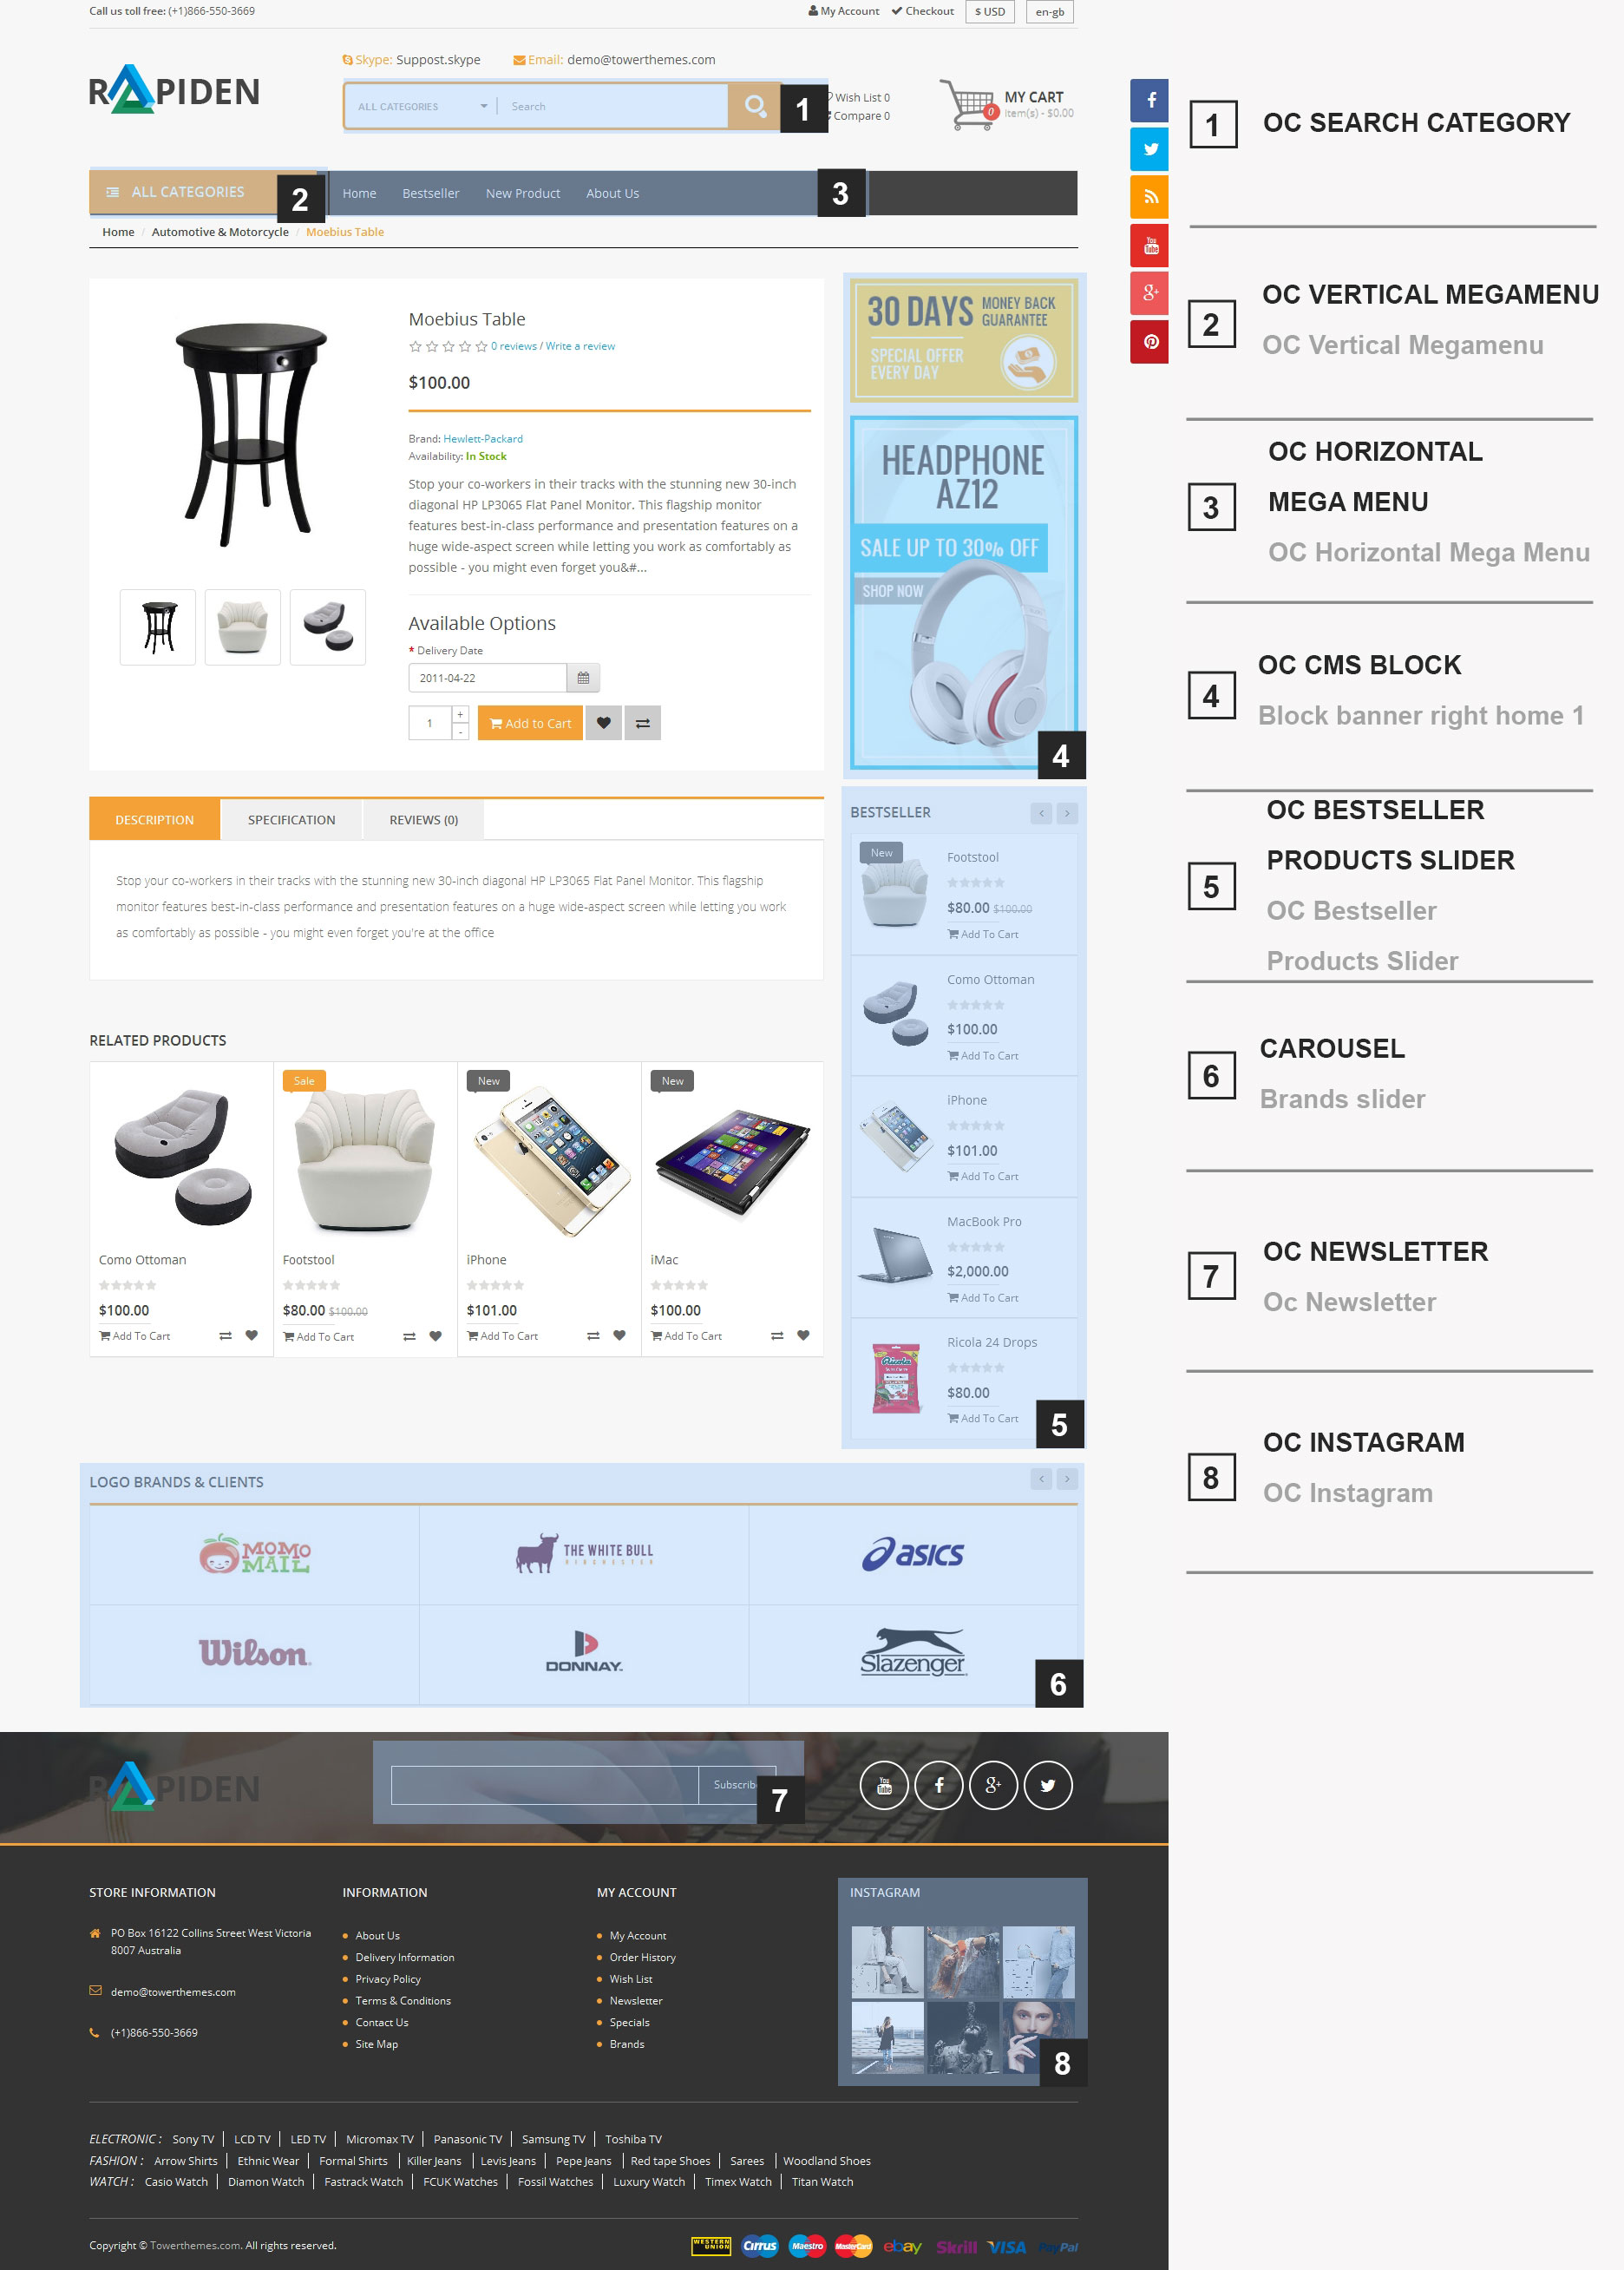 Call us toll free: (+1)866-550-3669
My Account
Checkout
$ USD
en-gb
Skype: Suppost.skype
Email: demo@towerthemes.com
RAPIDEN
ALL CATEGORIES
Search
1
Wish List 0
Compare 0
MY CART
0
item(s) - $0.00
ALL CATEGORIES
2
Home
Bestseller
New Product
About Us
3
Home / Automotive & Motorcycle / Moebius Table
Moebius Table
0 reviews / Write a review
$100.00
Brand: Hewlett-Packard
Availability: In Stock
Stop your co-workers in their tracks with the stunning new 30-inch
diagonal HP LP3065 Flat Panel Monitor. This flagship monitor
features best-in-class performance and presentation features on a
huge wide-aspect screen while letting you work as comfortably as
possible - you might even forget you&#...
Available Options
* Delivery Date
2011-04-22
1
+
-
Add to Cart
30 DAYS MONEY BACK
GUARANTEE
SPECIAL OFFER
EVERY DAY
HEADPHONE
AZ12
SALE UP TO 30% OFF
SHOP NOW
4
DESCRIPTION
SPECIFICATION
REVIEWS (0)
Stop your co-workers in their tracks with the stunning new 30-inch diagonal HP LP3065 Flat Panel Monitor. This flagship
monitor features best-in-class performance and presentation features on a huge wide-aspect screen while letting you work
as comfortably as possible - you might even forget you're at the office
BESTSELLER
New
Footstool
$80.00 $100.00
Add To Cart
Como Ottoman
$100.00
Add To Cart
iPhone
$101.00
Add To Cart
MacBook Pro
$2,000.00
Add To Cart
Ricola 24 Drops
Ricola
$80.00
Add To Cart
5
RELATED PRODUCTS
Como Ottoman
$100.00
Add To Cart
Sale
Footstool
$80.00 $100.00
Add To Cart
New
iPhone
$101.00
Add To Cart
New
iMac
$100.00
Add To Cart
LOGO BRANDS & CLIENTS
MOMO
MAIL
THE WHITE BULL
asics
Wilson.
DONNAY.
Slazenger
6
RAPIDEN
Subscrib
7
You
Tube
STORE INFORMATION
PO Box 16122 Collins Street West Victoria
8007 Australia
demo@towerthemes.com
(+1)866-550-3669
INFORMATION
About Us
Delivery Information
Privacy Policy
Terms & Conditions
Contact Us
Site Map
MY ACCOUNT
My Account
Order History
Wish List
Newsletter
Specials
Brands
INSTAGRAM
8
ELECTRONIC : Sony TV | LCD TV | LED TV | Micromax TV | Panasonic TV | Samsung TV | Toshiba TV
FASHION : Arrow Shirts | Ethnic Wear | Formal Shirts | Killer Jeans | Levis Jeans | Pepe Jeans | Red tape Shoes | Sarees | Woodland Shoes
WATCH : Casio Watch | Diamon Watch | Fastrack Watch | FCUK Watches | Fossil Watches | Luxury Watch | Timex Watch | Titan Watch
Copyright © Towerthemes.com. All rights reserved.
WESTERN
UNION
Cirrus
Maestro
MasterCard
ebay
Skrill
VISA
PayPal
You
Tube
1
OC SEARCH CATEGORY
2
OC VERTICAL MEGAMENU
OC Vertical Megamenu
3
OC HORIZONTAL
MEGA MENU
OC Horizontal Mega Menu
4
OC CMS BLOCK
Block banner right home 1
5
OC BESTSELLER
PRODUCTS SLIDER
OC Bestseller
Products Slider
6
CAROUSEL
Brands slider
7
OC NEWSLETTER
Oc Newsletter
8
OC INSTAGRAM
OC Instagram